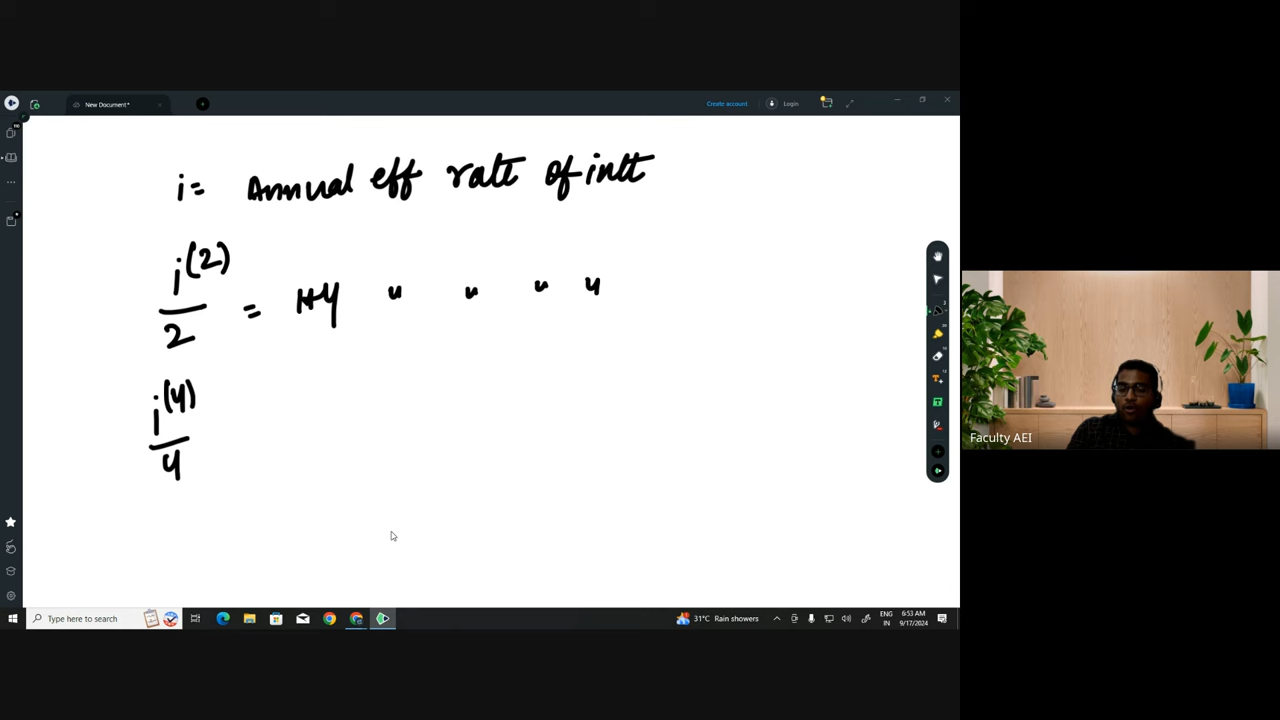 New Document*
Create account
Login
i = Annual eff rate of intt
i(2)
2
= HY " " " "
i(4)
4
Faculty AEI
Type here to search
31°C Rain showers
ENG
IN
6:53 AM
9/17/2024